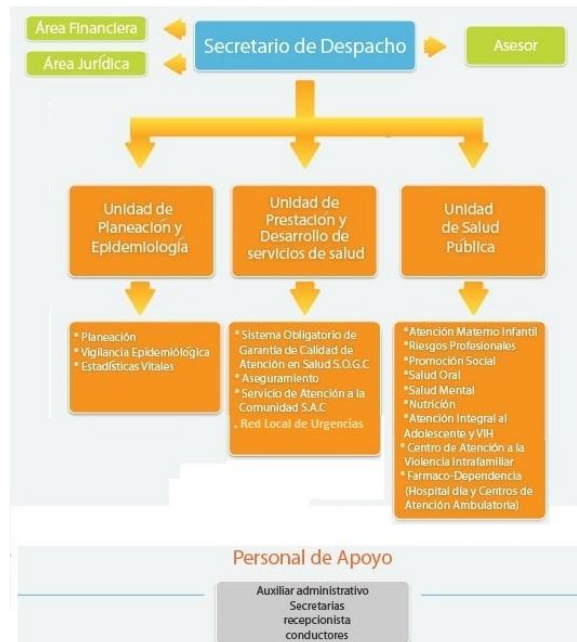 Área Financiera
Secretario de Despacho
Asesor
Área Jurídica
Unidad de
Planeación y
Epidemiología
Unidad de
Prestación y
Desarrollo de
servicios de salud
Unidad
de Salud
Pública
* Planeación
* Vigilancia Epidemiológica
* Estadísticas Vitales
* Sistema Obligatorio de
Garantía de Calidad de
Atención en Salud S.O.G.C
* Aseguramiento
* Servicio de Atención a la
Comunidad S.A.C
. Red Local de Urgencias
* Atención Materno Infantil
* Riesgos Profesionales
* Promoción Social
* Salud Oral
* Salud Mental
* Nutrición
* Atención Integral al
Adolescente y VIH
* Centro de Atención a la
Violencia Intrafamiliar
* Farmaco-Dependencia
(Hospital día y Centros de
Atención Ambulatoria)
Personal de Apoyo
Auxiliar administrativo
Secretarias
recepcionista
conductores